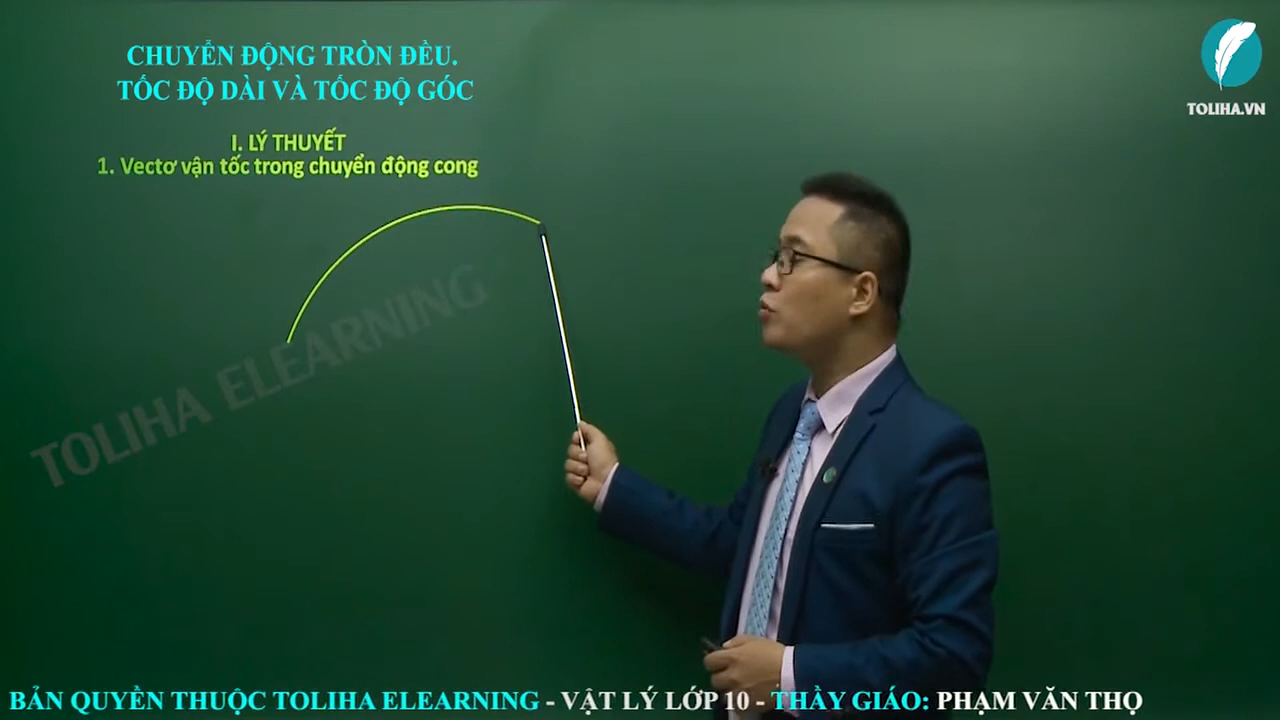 CHUYỂN ĐỘNG TRÒN ĐỀU.
TỐC ĐỘ DÀI VÀ TỐC ĐỘ GÓC
TOLIHA.VN
I. LÝ THUYẾT
1. Vectơ vận tốc trong chuyển động cong
TOLIHA ELEARNING
BẢN QUYỀN THUỘC TOLIHA ELEARNING - VẬT LÝ LỚP 10 - THẦY GIÁO: PHẠM VĂN THỌ